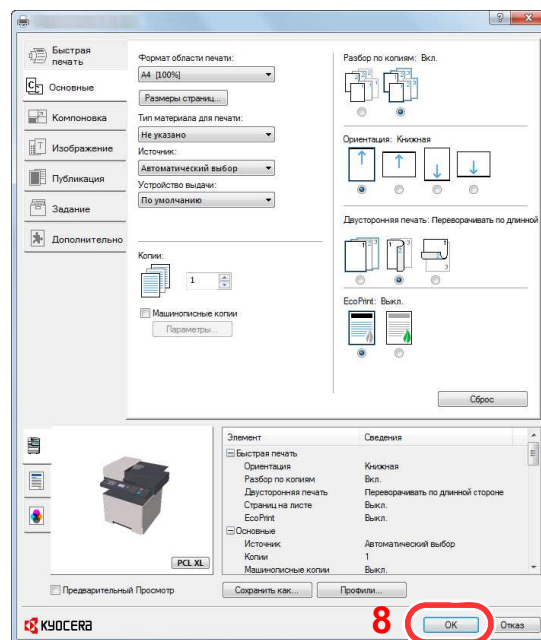 Быстрая печать
Основные
Компоновка
Изображение
Публикация
Задание
Дополнительно
Формат области печати:
A4 [100%]
Размеры страниц...
Тип материала для печати:
Не указано
Источник:
Автоматический выбор
Устройство выдачи:
По умолчанию
Копии:
1
Машинописные копии
Параметры...
Разбор по копиям: Вкл.
Ориентация: Книжная
Двусторонняя печать: Переворачивать по длинной
EcoPrint: Выкл.
Сброс
PCL XL
Предварительный Просмотр
Элемент Сведения
Быстрая печать
Ориентация Книжная
Разбор по копиям Вкл.
Двусторонняя печать Переворачивать по длинной стороне
Страниц на листе Выкл.
EcoPrint Выкл.
Основные
Источник Автоматический выбор
Копии 1
Машинописные копии Выкл.
Сохранить как... Профили...
KYOCERA
8
OK
Отказ